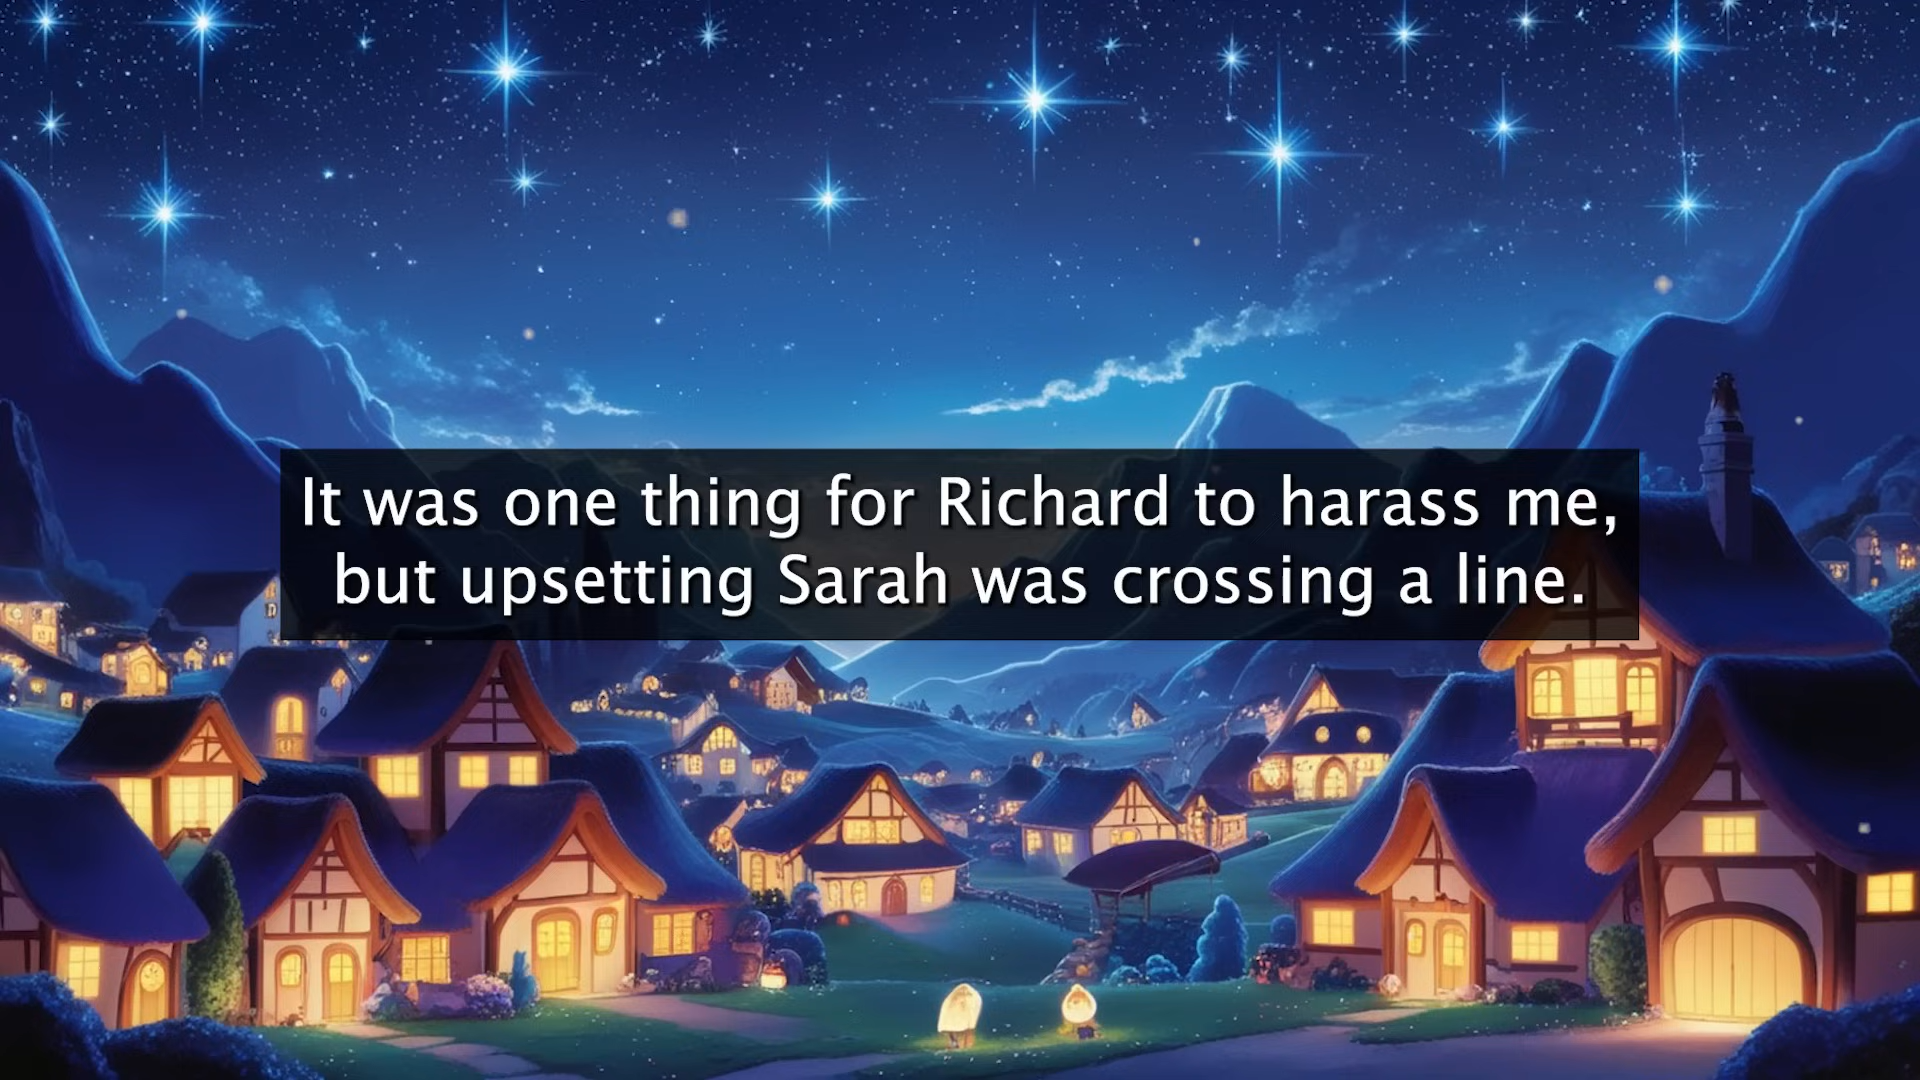 It was one thing for Richard to harass me,
but upsetting Sarah was crossing a line.